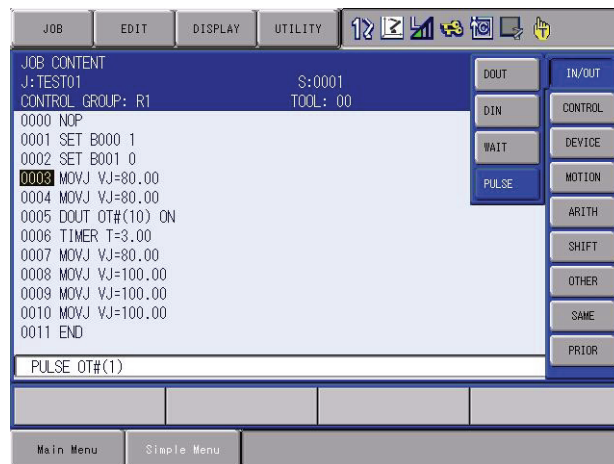 JOB EDIT DISPLAY UTILITY
JOB CONTENT
J:TEST01 S:0001
CONTROL GROUP: R1 TOOL: 00
0000 NOP
0001 SET B000 1
0002 SET B001 0
0003 MOVJ VJ=80.00
0004 MOVJ VJ=80.00
0005 DOUT OT#(10) ON
0006 TIMER T=3.00
0007 MOVJ VJ=80.00
0008 MOVJ VJ=100.00
0009 MOVJ VJ=100.00
0010 MOVJ VJ=100.00
0011 END
PULSE OT#(1)
DOUT
DIN
WAIT
PULSE
IN/OUT
CONTROL
DEVICE
MOTION
ARITH
SHIFT
OTHER
SAME
PRIOR
Main Menu Simple Menu